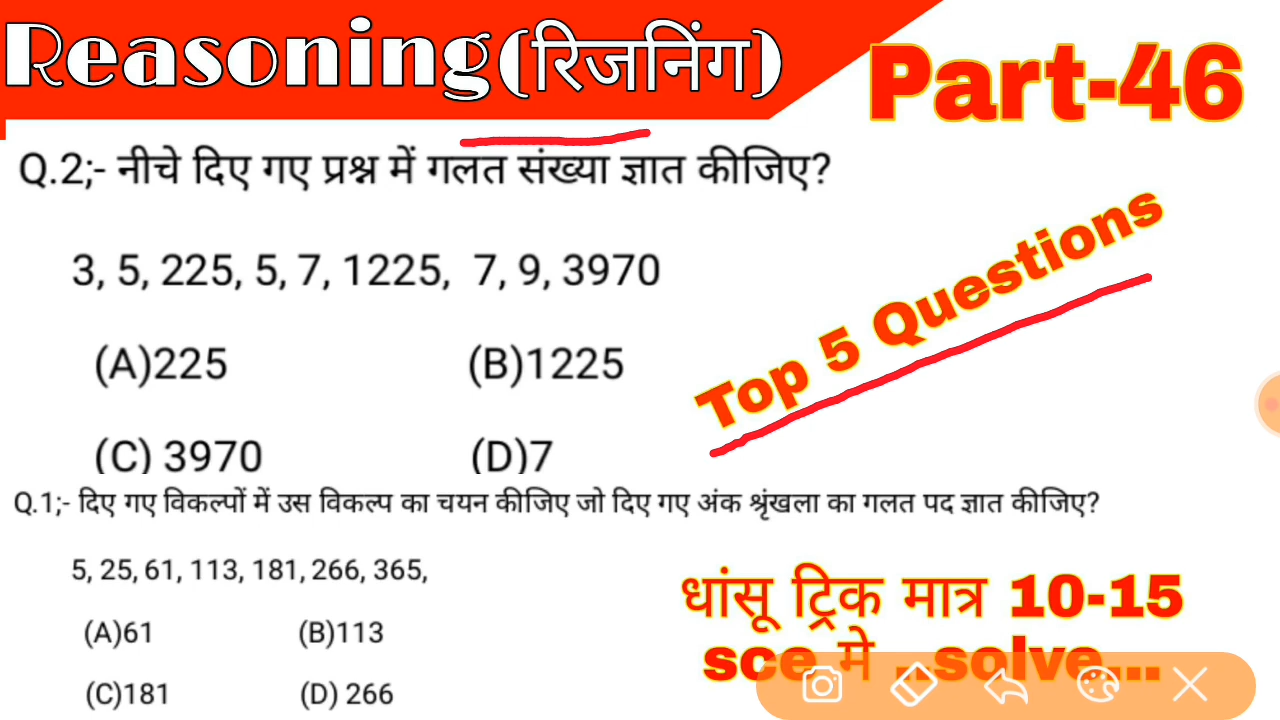 Reasoning(रिजनिंग)
Part-46
Q.2;- नीचे दिए गए प्रश्न में गलत संख्या ज्ञात कीजिए?
3, 5, 225, 5, 7, 1225, 7, 9, 3970
(A)225 (B)1225
(C) 3970 (D)7
Top 5 Questions
Q.1;- दिए गए विकल्पों में उस विकल्प का चयन कीजिए जो दिए गए अंक श्रृंखला का गलत पद ज्ञात कीजिए?
5, 25, 61, 113, 181, 266, 365,
(A)61 (B)113
(C)181 (D) 266
धांसू ट्रिक मात्र 10-15
sce मे ..solve...